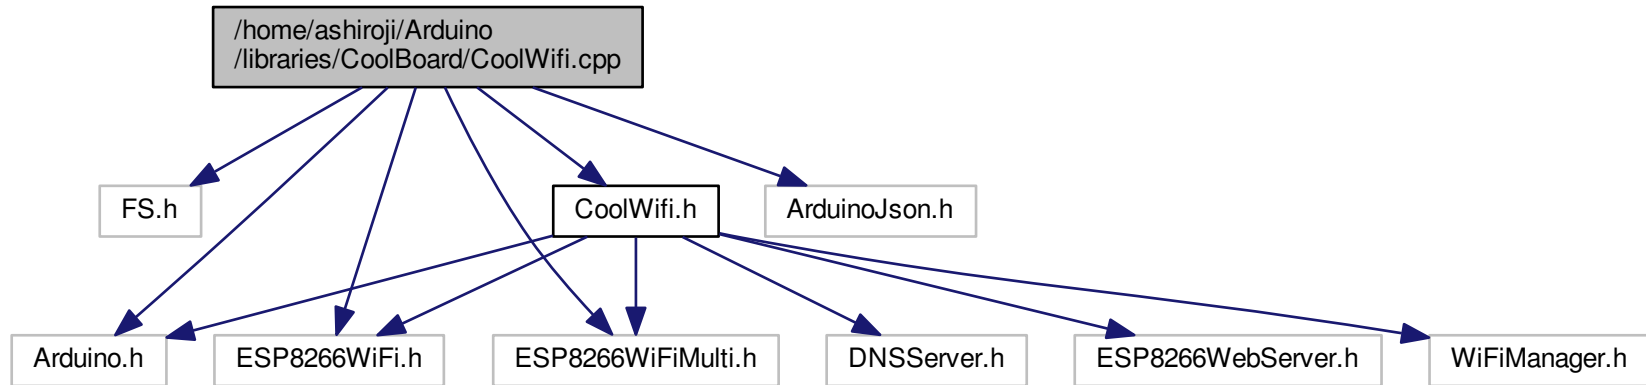 /home/ashiroji/Arduino
/libraries/CoolBoard/CoolWifi.cpp
FS.h
CoolWifi.h
ArduinoJson.h
Arduino.h
ESP8266WiFi.h
ESP8266WiFiMulti.h
DNSServer.h
ESP8266WebServer.h
WiFiManager.h